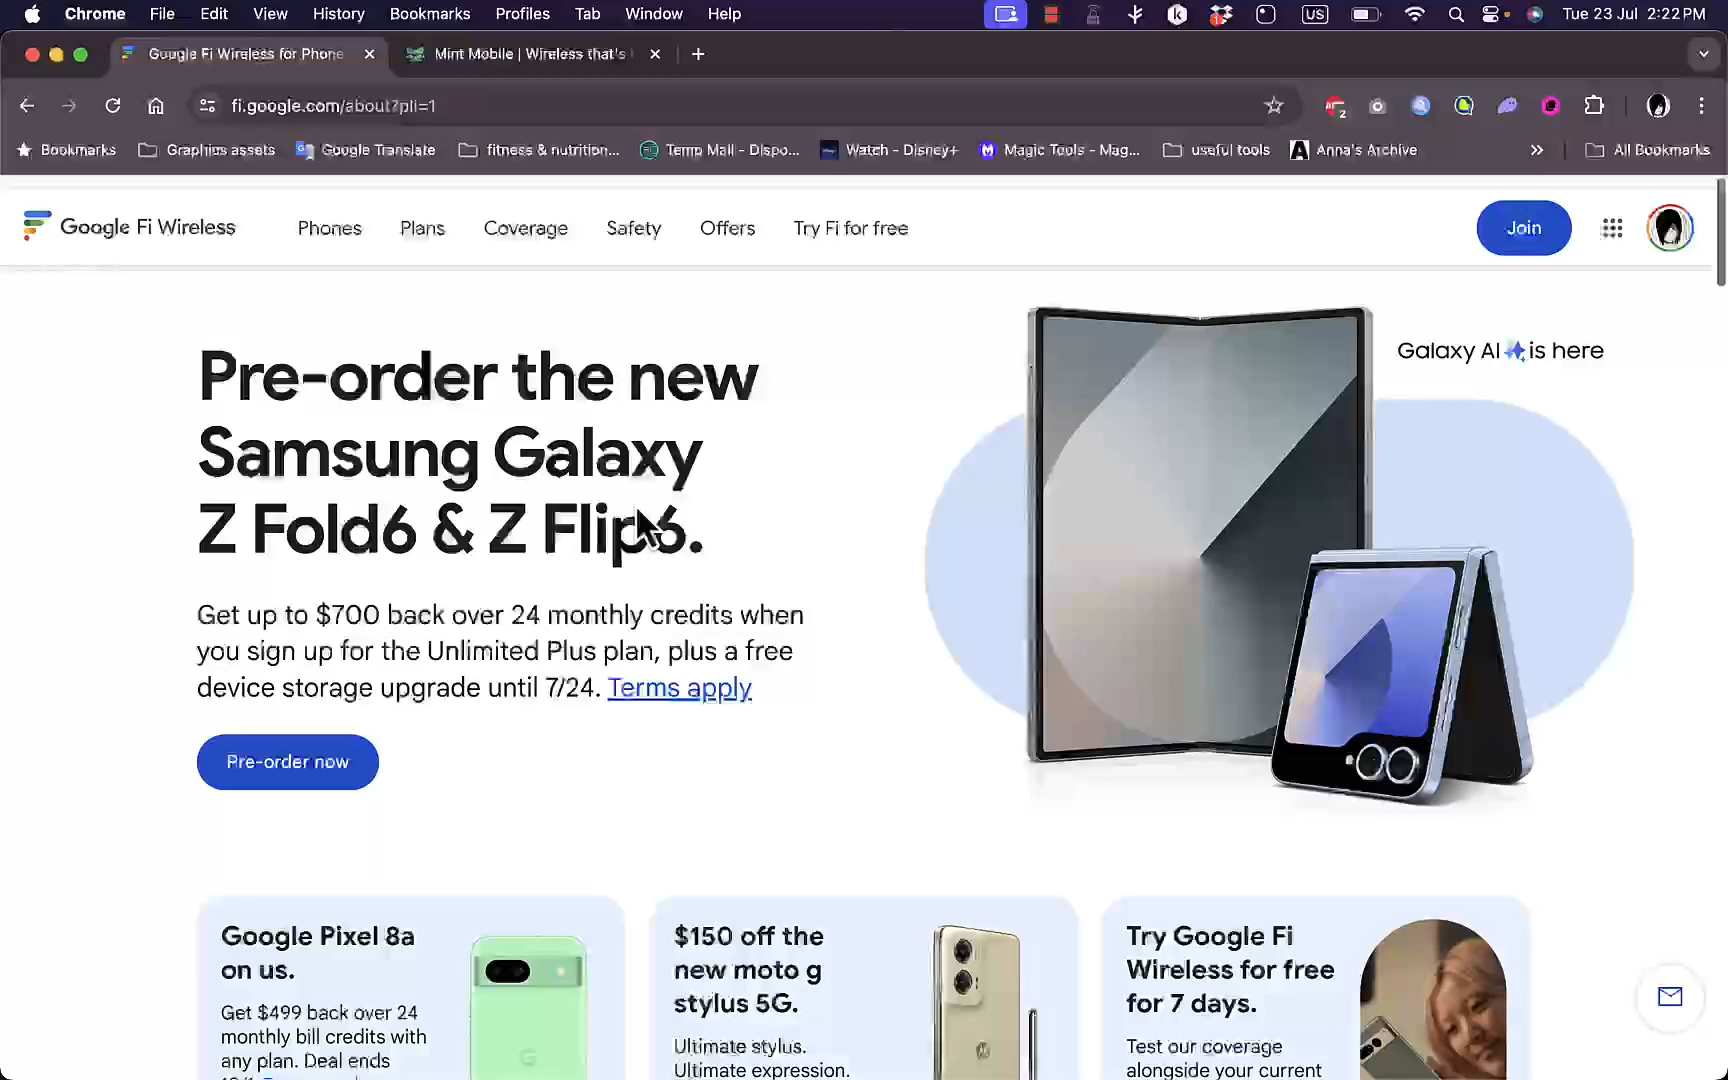 Chrome File Edit View History Bookmarks Profiles Tab Window Help
US
Tue 23 Jul 2:22 PM
Google Fi Wireless for Phone
Mint Mobile | Wireless that's
fi.google.com/about?pli=1
Bookmarks
Graphics assets
Google Translate
fitness & nutrition...
Temp Mail - Dispo...
Watch - Disney+
Magic Tools - Mag...
useful tools
Anna's Archive
All Bookmarks
Google Fi Wireless
Phones
Plans
Coverage
Safety
Offers
Try Fi for free
Join
Pre-order the new
Samsung Galaxy
Z Fold6 & Z Flip6.
Get up to $700 back over 24 monthly credits when
you sign up for the Unlimited Plus plan, plus a free
device storage upgrade until 7/24. Terms apply
Pre-order now
Galaxy AI is here
Google Pixel 8a
on us.
Get $499 back over 24
monthly bill credits with
any plan. Deal ends
$150 off the
new moto g
stylus 5G.
Ultimate stylus.
Ultimate expression.
Try Google Fi
Wireless for free
for 7 days.
Test our coverage
alongside your current